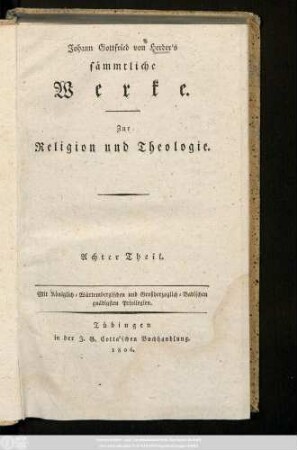 Johann Gottfried von Herder's
sämmtliche
Werke.
Zur
Religion und Theologie.
Achter Theil.
Mit Königlich-Würtembergischen und Großherzoglich-Badischen
gnädigsten Privilegien.
Tübingen
in der J. G. Cotta'schen Buchhandlung.
1806.